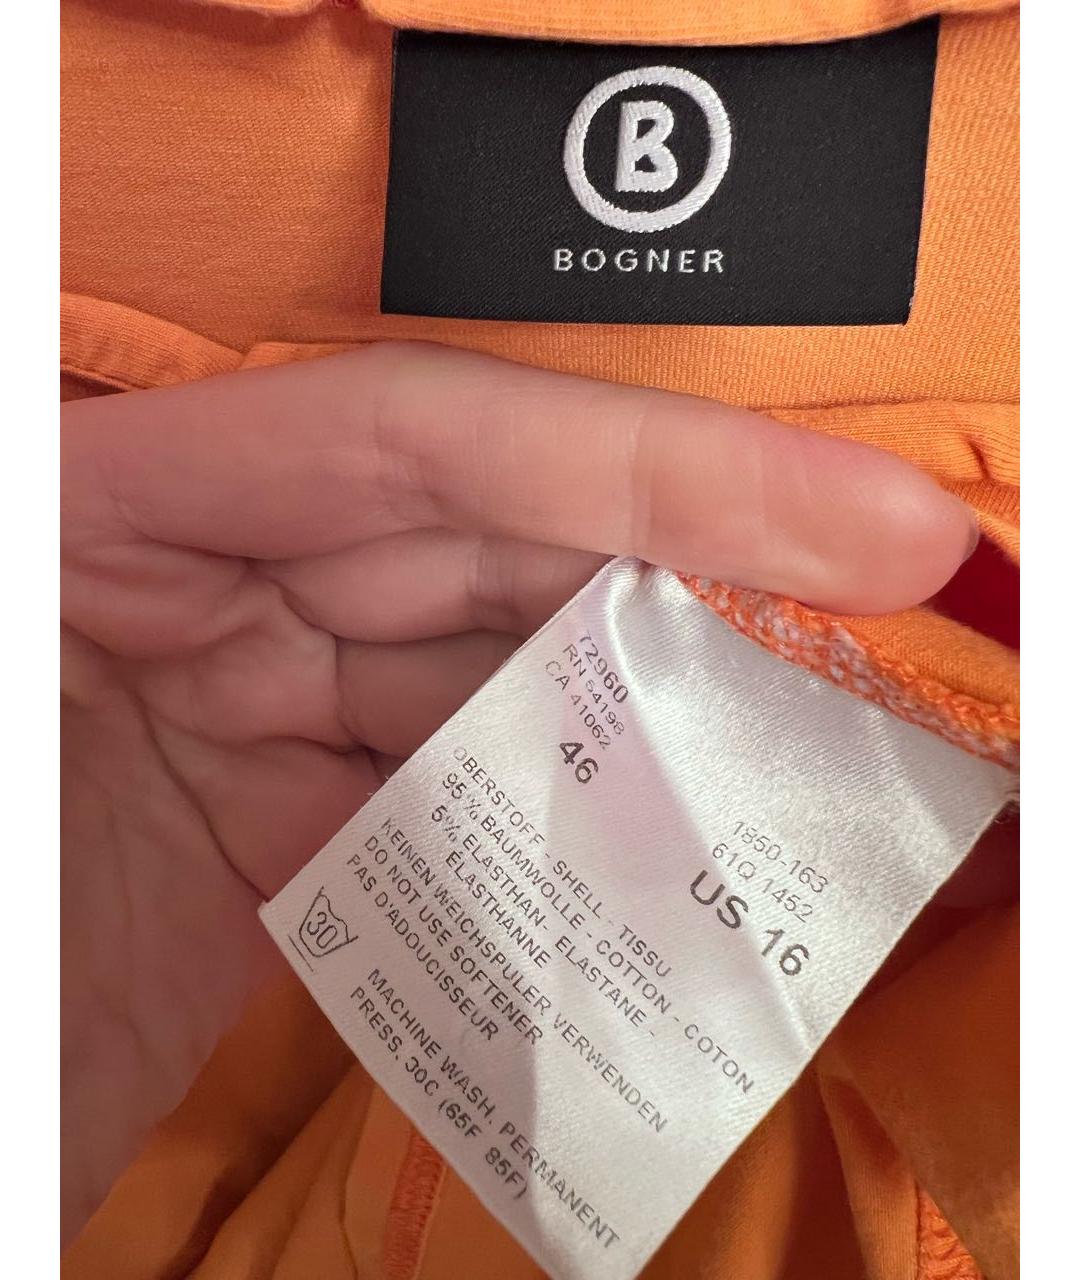 B
BOGNER
72960
RN 54198
CA 41062
46
1850-163
61Q 1452
US 16
OBERSTOFF - SHELL - TISSU
95 % BAUMWOLLE - COTTON - COTON
5% ELASTHAN- ELASTANE -
ÉLASTHANNE
KEINEN WEICHSPULER VERWENDEN
DO NOT USE SOFTENER
PAS D'ADOUCISSEUR
30
MACHINE WASH, PERMANENT
PRESS, 30C (65F 85F)